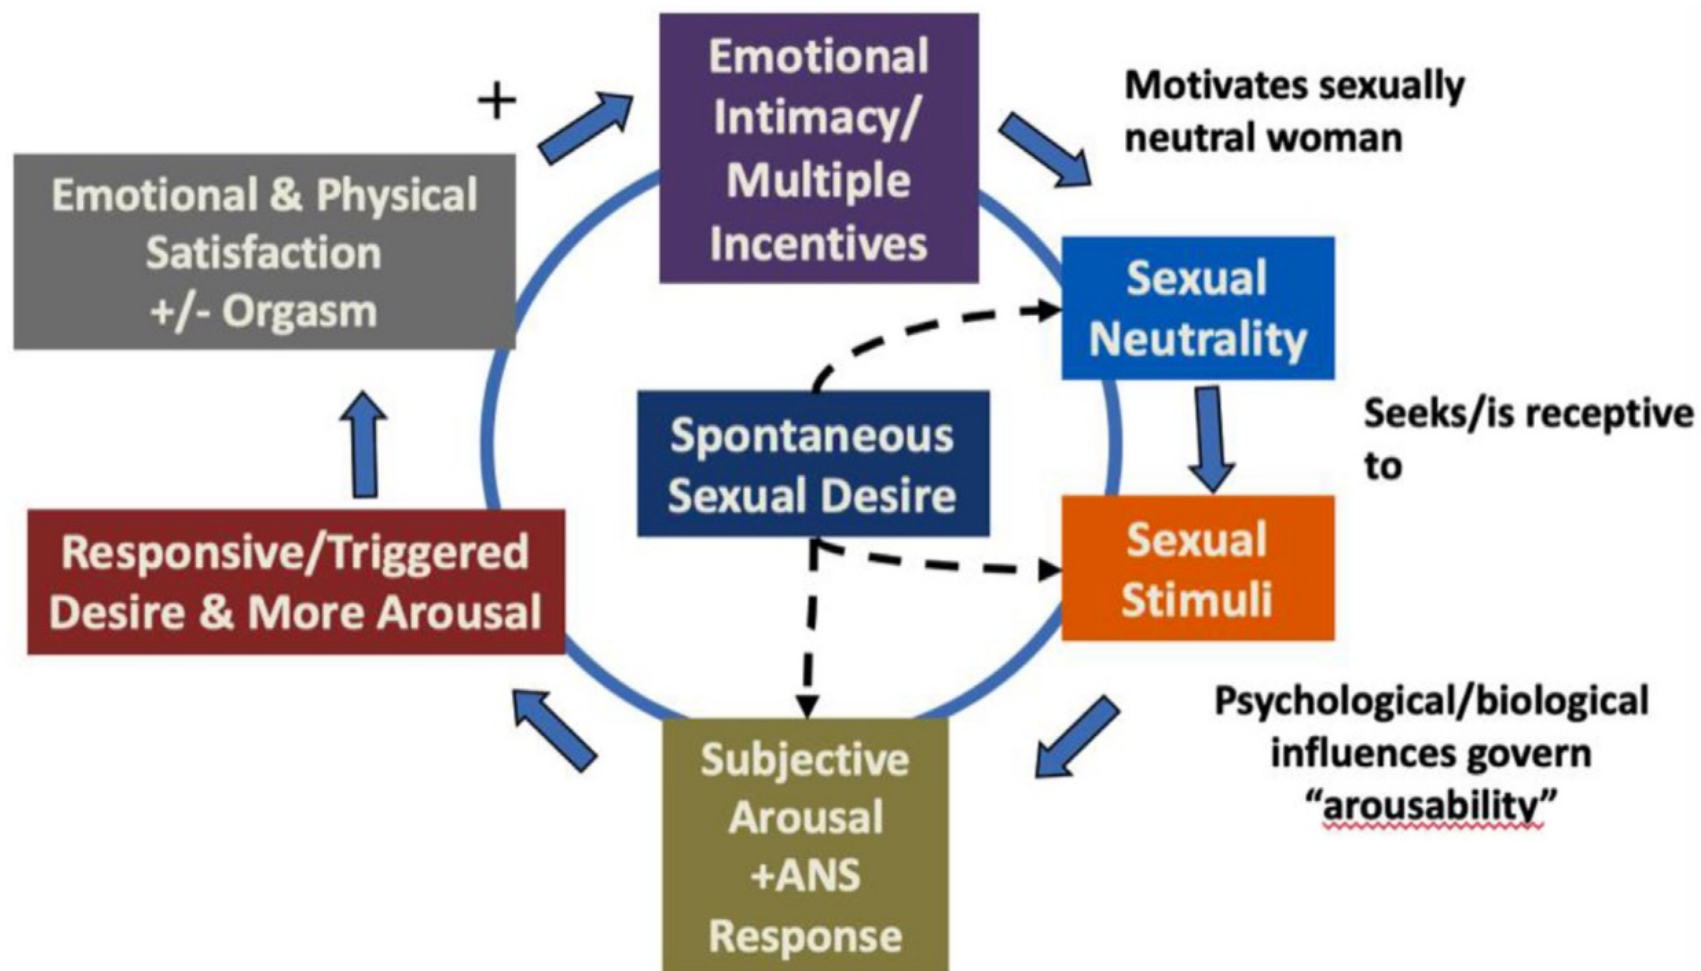 Emotional
Intimacy/
Multiple
Incentives
Motivates sexually
neutral woman
+
Emotional & Physical
Satisfaction
+/- Orgasm
Sexual
Neutrality
Spontaneous
Sexual Desire
Seeks/is receptive
to
Responsive/Triggered
Desire & More Arousal
Sexual
Stimuli
Psychological/biological
influences govern
“arousability”
Subjective
Arousal
+ANS
Response